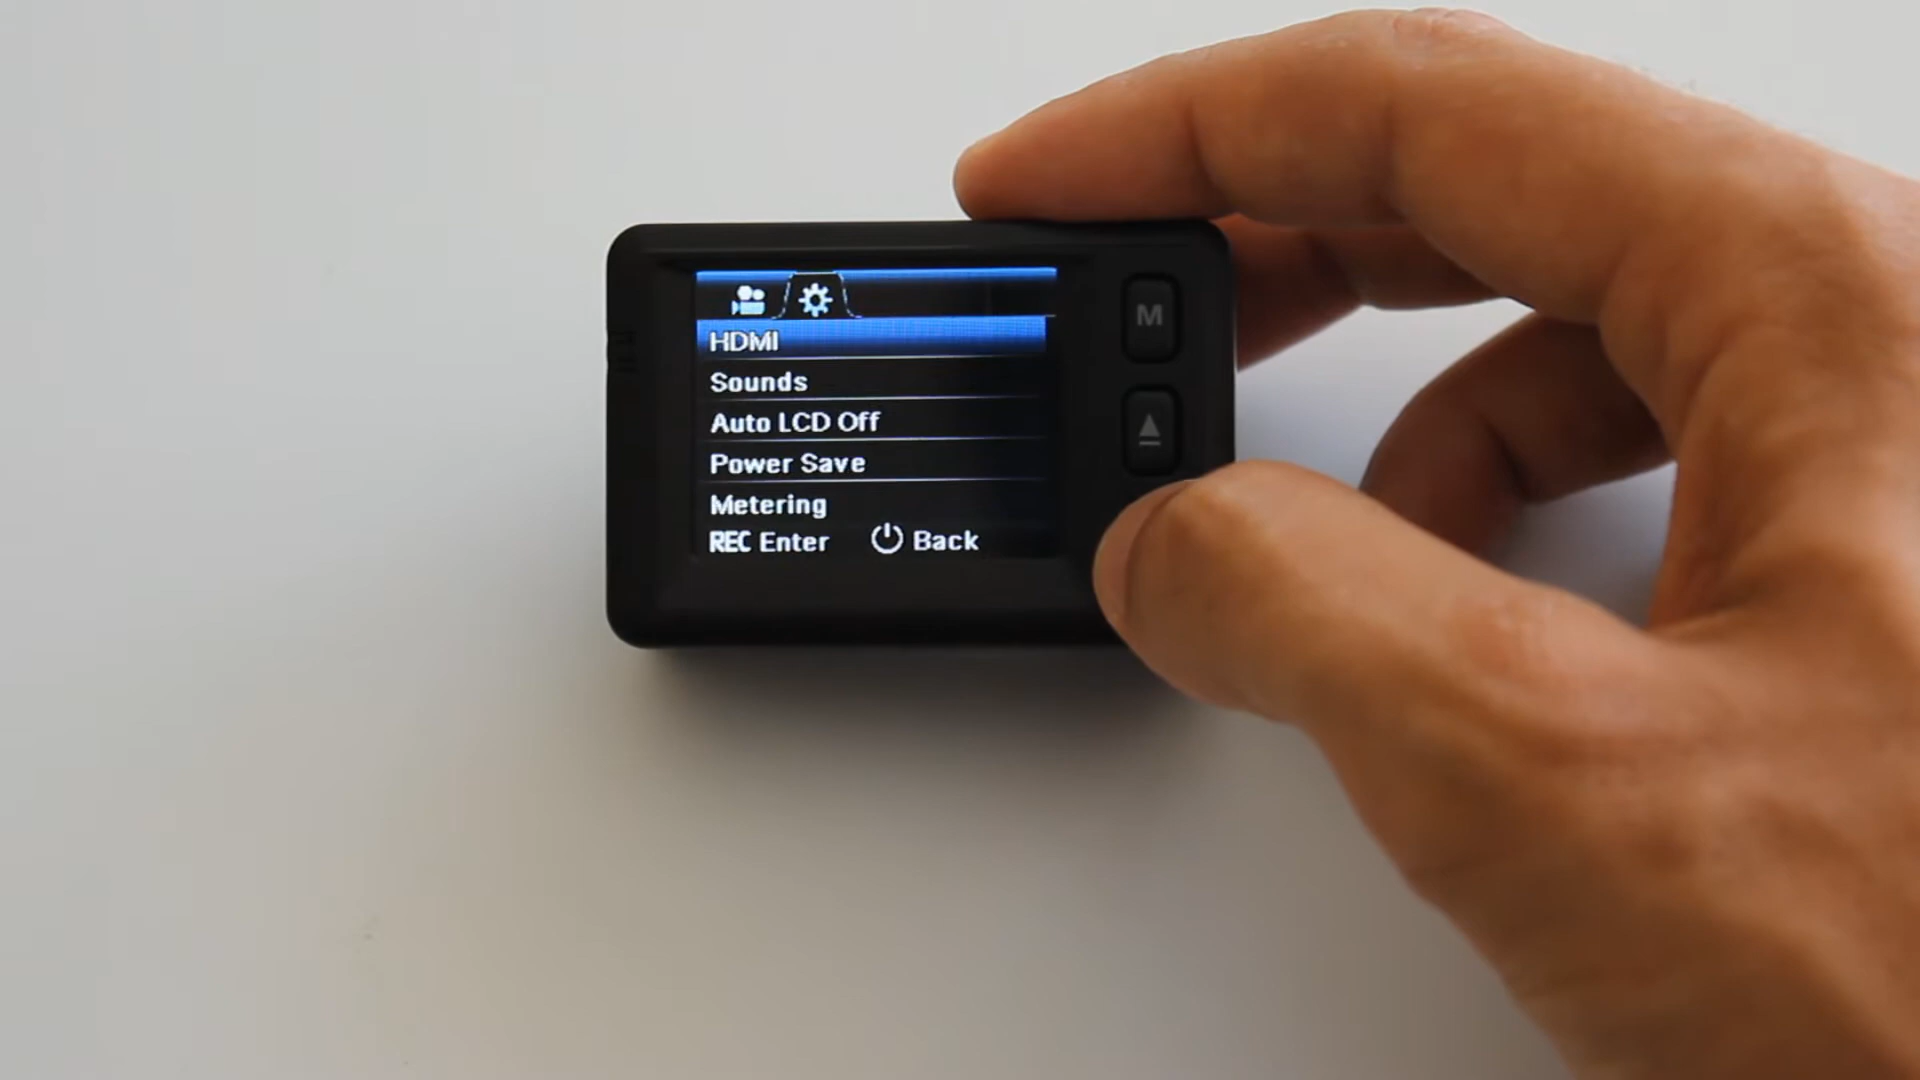 HDMI
Sounds
Auto LCD Off
Power Save
Metering
REC Enter Back
M